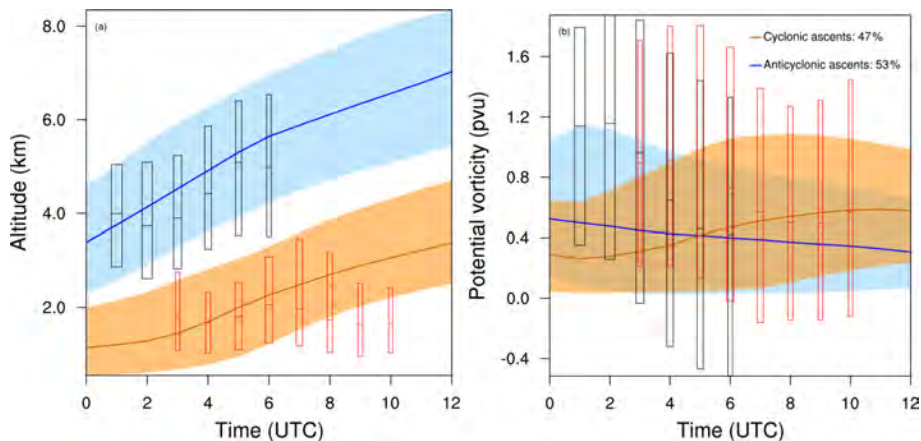 (a)
8.0
6.0
4.0
2.0
Altitude (km)
0 2 4 6 8 10 12
Time (UTC)
(b)
Cyclonic ascents: 47%
Anticyclonic ascents: 53%
1.6
1.2
0.8
0.4
0.0
-0.4
Potential vorticity (pvu)
0 2 4 6 8 10 12
Time (UTC)